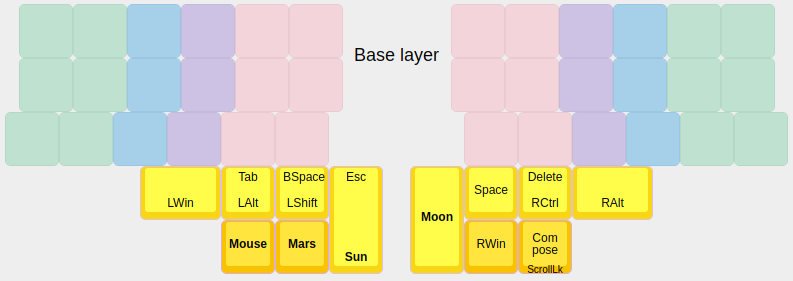 Base layer
Tab
BSpace
Esc
LWin
LAlt
LShift
Mouse
Mars
Sun
Moon
Space
Delete
RCtrl
RAlt
RWin
Com
pose
ScrollLk